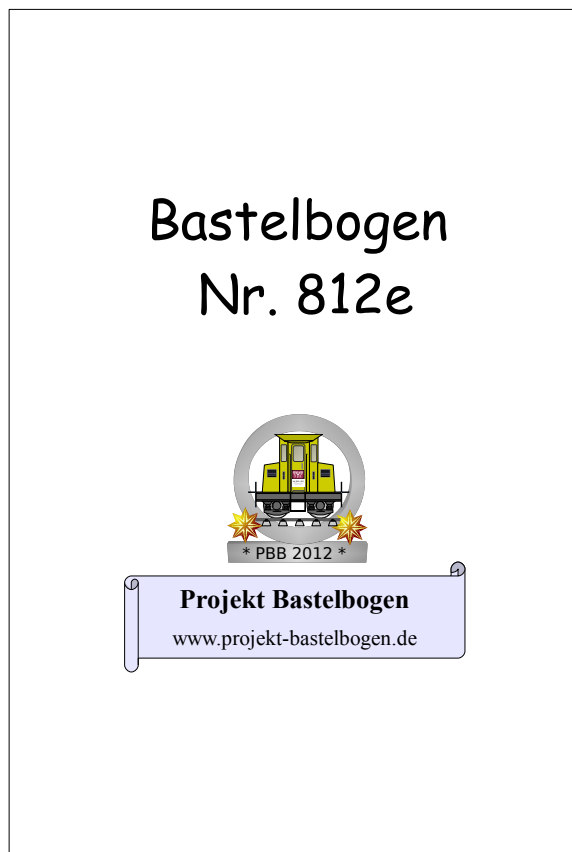 Bastelbogen
Nr. 812e
* PBB 2012 *
Projekt Bastelbogen
www.projekt-bastelbogen.de